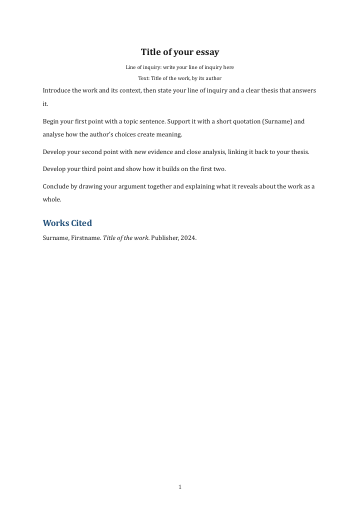 Title of your essay
Line of inquiry: write your line of inquiry here
Text: Title of the work, by its author
Introduce the work and its context, then state your line of inquiry and a clear thesis that answers
it.
Begin your first point with a topic sentence. Support it with a short quotation (Surname) and
analyse how the author's choices create meaning.
Develop your second point with new evidence and close analysis, linking it back to your thesis.
Develop your third point and show how it builds on the first two.
Conclude by drawing your argument together and explaining what it reveals about the work as a
whole.
Works Cited
Surname, Firstname. Title of the work. Publisher, 2024.
1